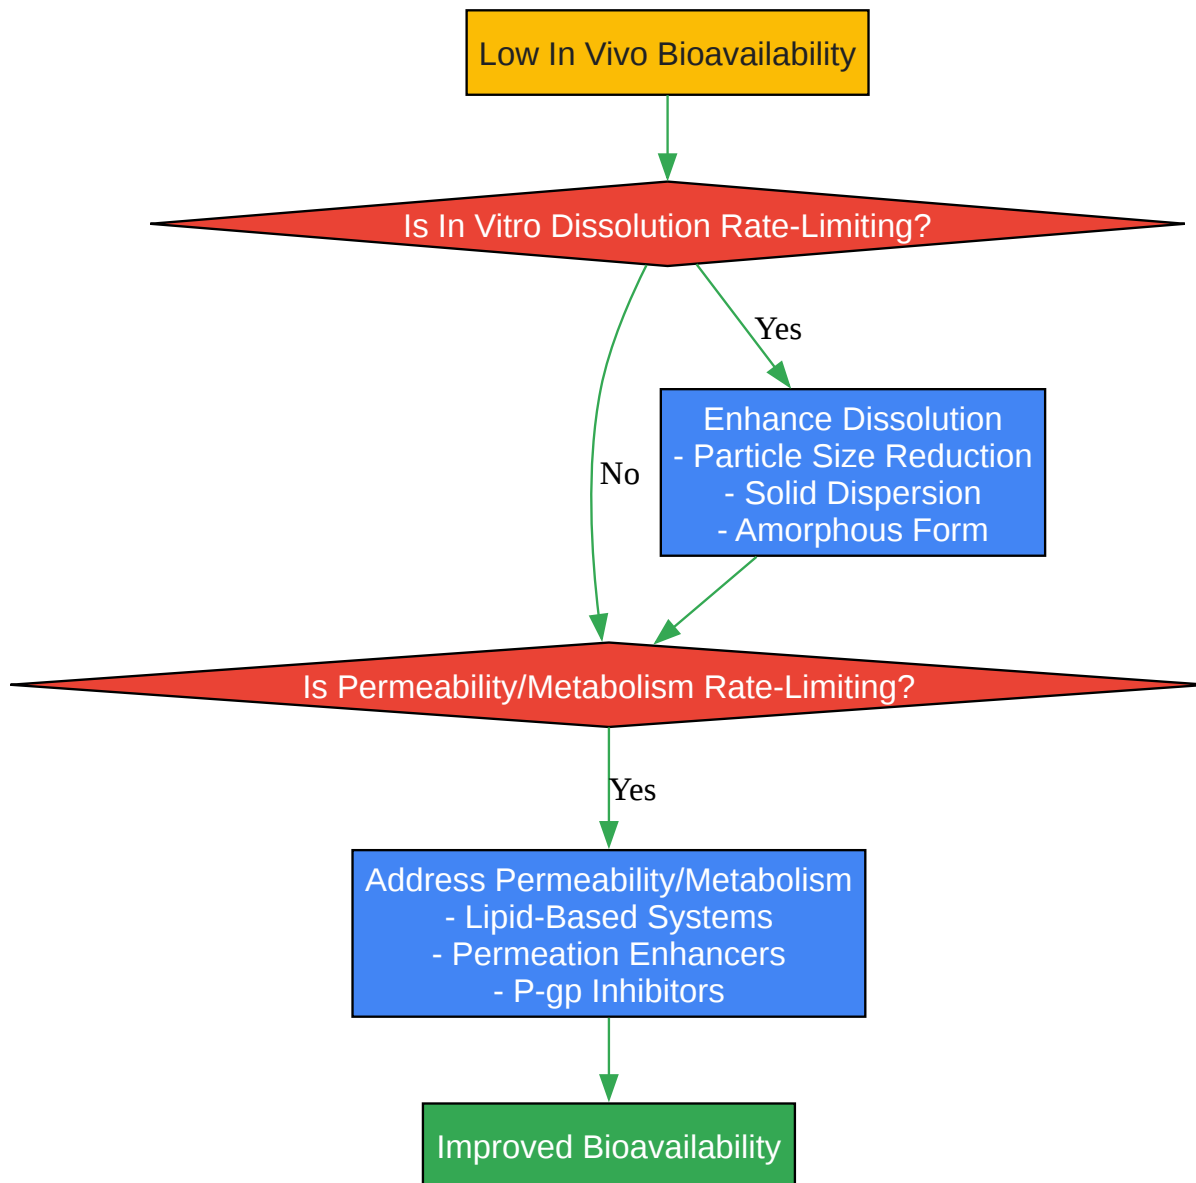 Low In Vivo Bioavailability
Is In Vitro Dissolution Rate-Limiting?
Yes
Enhance Dissolution
- Particle Size Reduction
- Solid Dispersion
- Amorphous Form
No
Is Permeability/Metabolism Rate-Limiting?
Yes
Address Permeability/Metabolism
- Lipid-Based Systems
- Permeation Enhancers
- P-gp Inhibitors
Improved Bioavailability